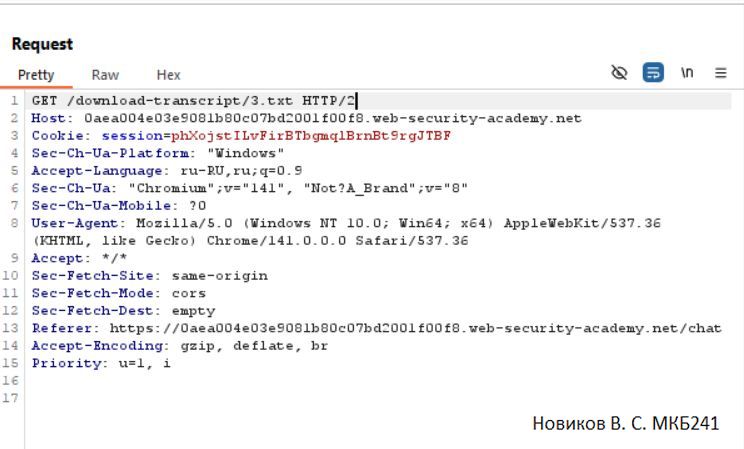 Request
Pretty Raw Hex
\n
1 GET /download-transcript/3.txt HTTP/2
2 Host: 0aea004e03e9081b80c07bd2001f00f8.web-security-academy.net
3 Cookie: session=phXojstILvFirBTbgmqlBrnBt9rgJTBF
4 Sec-Ch-Ua-Platform: "Windows"
5 Accept-Language: ru-RU,ru;q=0.9
6 Sec-Ch-Ua: "Chromium";v="141", "Not?A_Brand";v="8"
7 Sec-Ch-Ua-Mobile: ?0
8 User-Agent: Mozilla/5.0 (Windows NT 10.0; Win64; x64) AppleWebKit/537.36
(KHTML, like Gecko) Chrome/141.0.0.0 Safari/537.36
9 Accept: */*
10 Sec-Fetch-Site: same-origin
11 Sec-Fetch-Mode: cors
12 Sec-Fetch-Dest: empty
13 Referer: https://0aea004e03e9081b80c07bd2001f00f8.web-security-academy.net/chat
14 Accept-Encoding: gzip, deflate, br
15 Priority: u=1, i
16
17
Новиков В. С. МКБ241